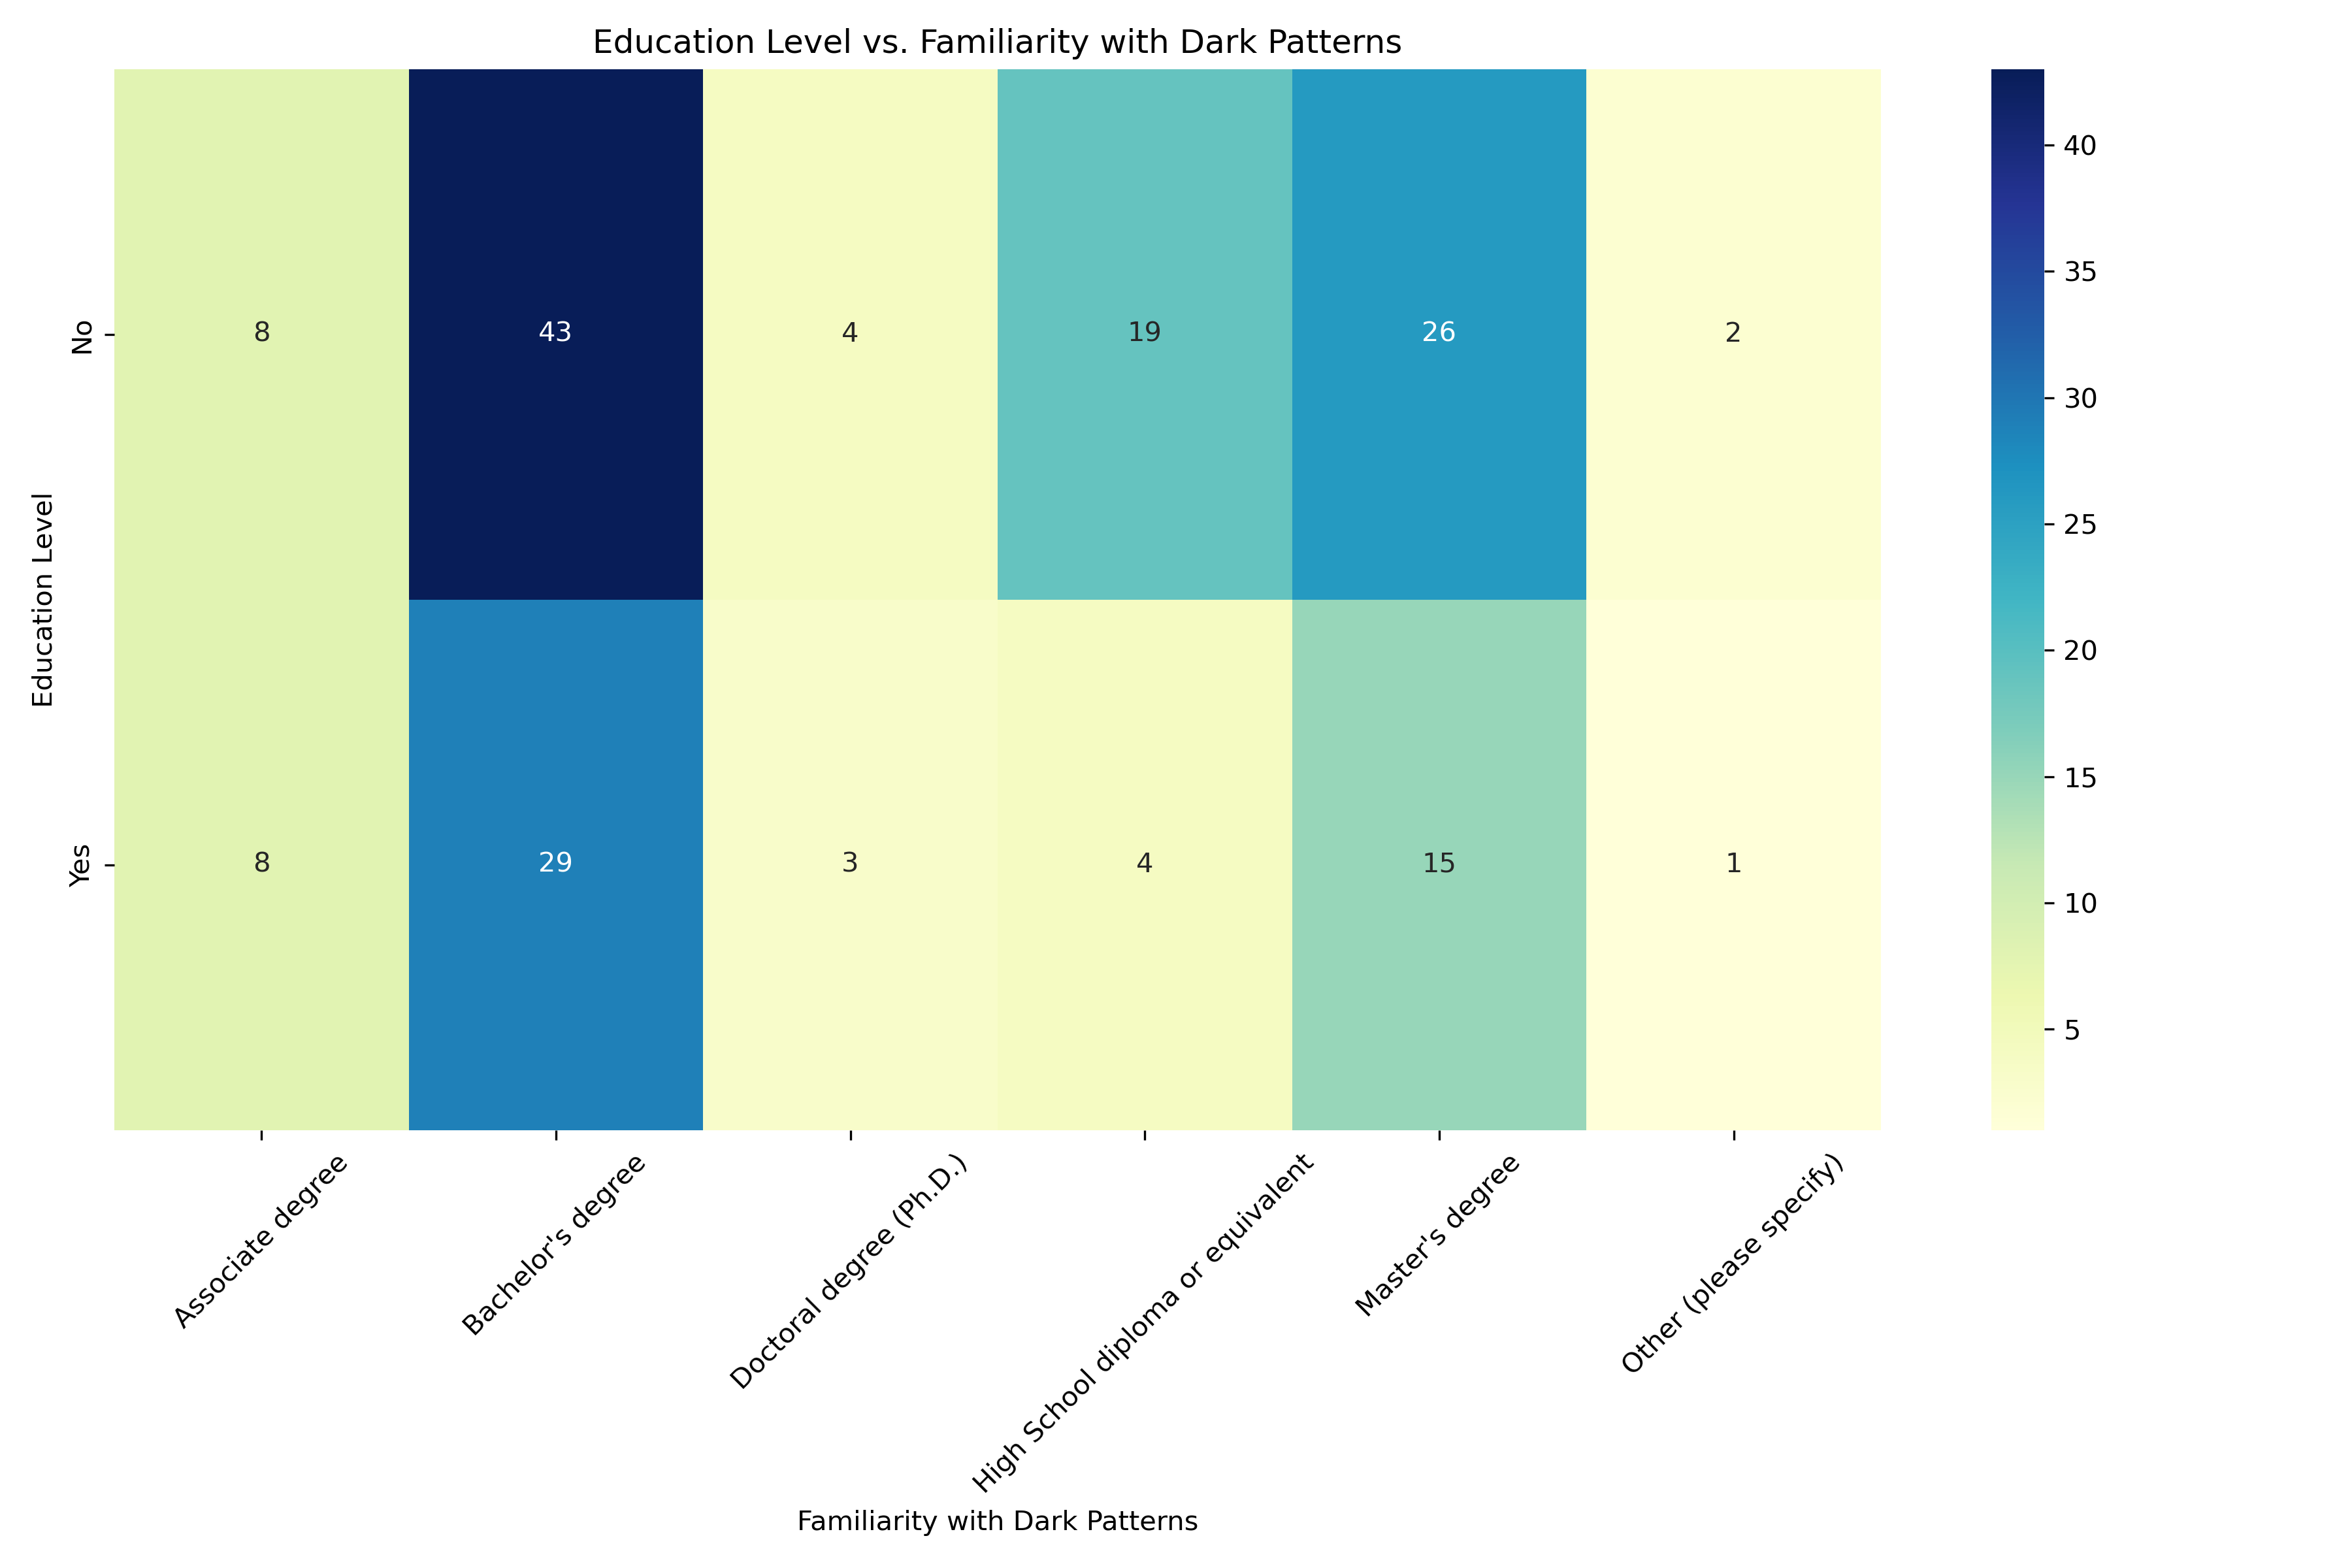 Education Level vs. Familiarity with Dark Patterns
Education Level
No
8 43 4 19 26 2
Yes
8 29 3 4 15 1
Associate degree
Bachelor's degree
Doctoral degree (Ph.D.)
High School diploma or equivalent
Master's degree
Other (please specify)
Familiarity with Dark Patterns
40
35
30
25
20
15
10
5